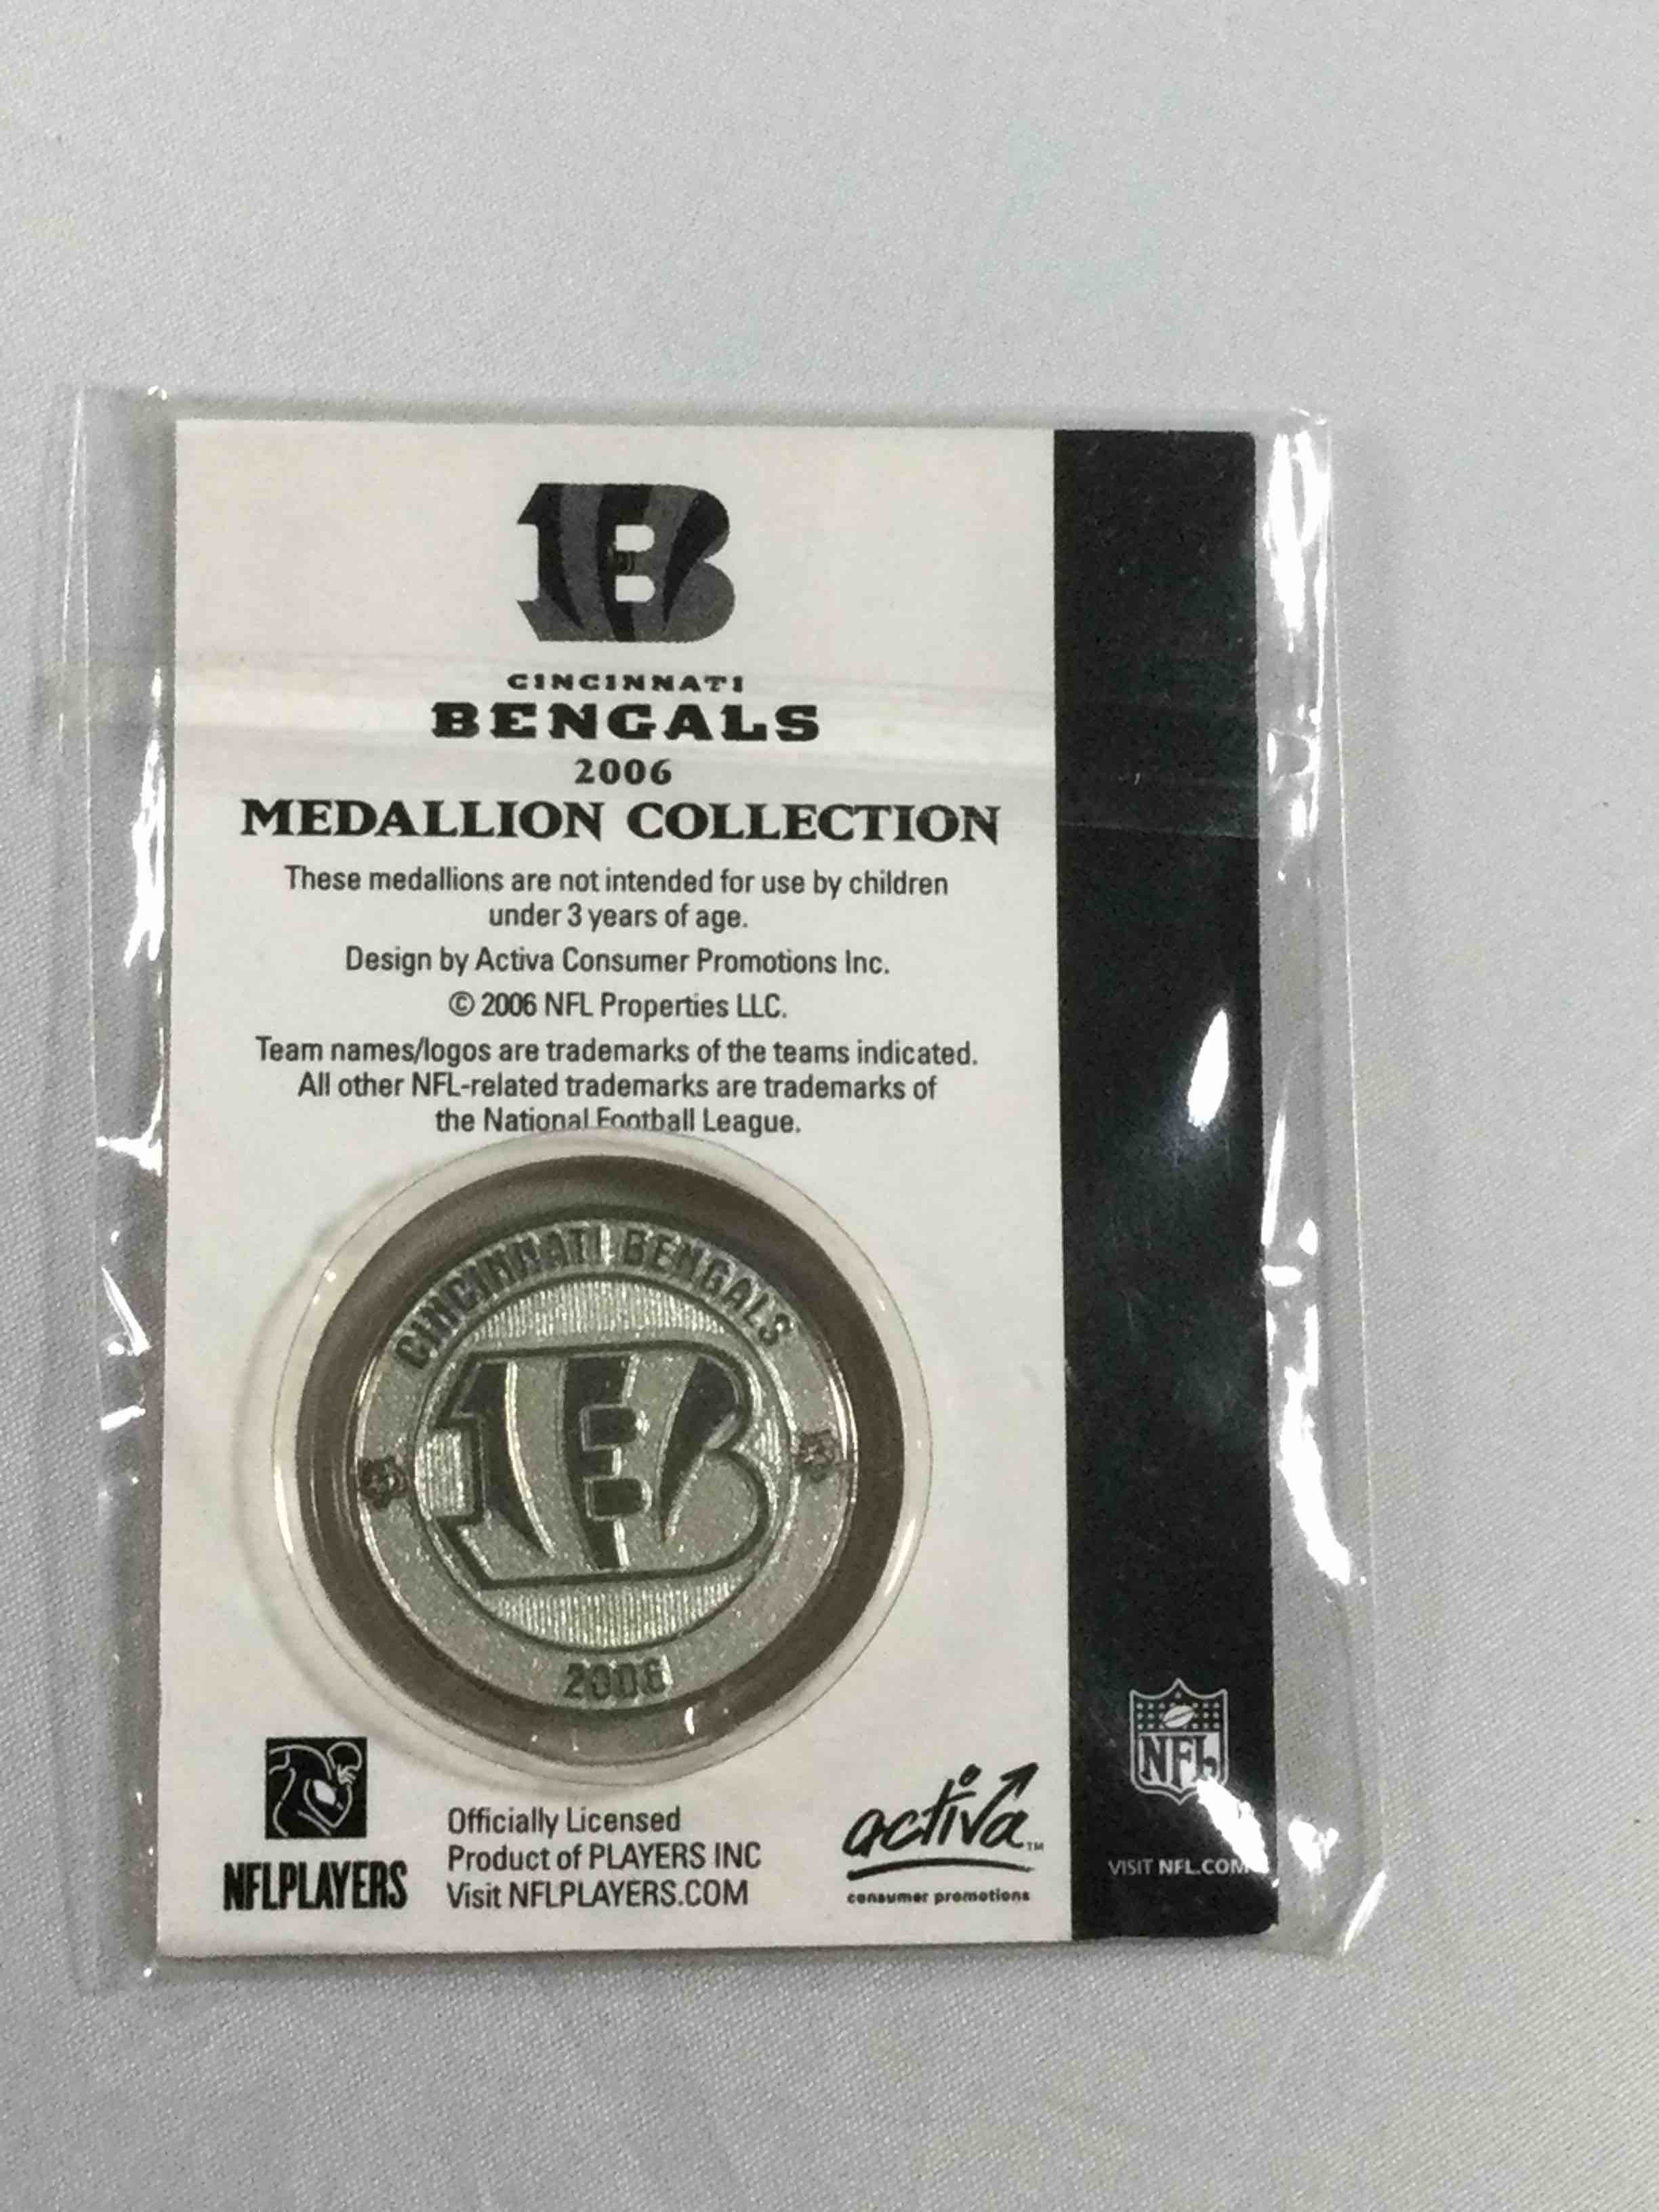 B
CINCINNATI
BENGALS
2006
MEDALLION COLLECTION
These medallions are not intended for use by children
under 3 years of age.
Design by Activa Consumer Promotions Inc.
© 2006 NFL Properties LLC.
Team names/logos are trademarks of the teams indicated.
All other NFL-related trademarks are trademarks of
the National Football League.
CINCINNATI BENGALS
B
2006
NFLPLAYERS
Officially Licensed
Product of PLAYERS INC
Visit NFLPLAYERS.COM
activa™
consumer promotions
NFL
VISIT NFL.COM